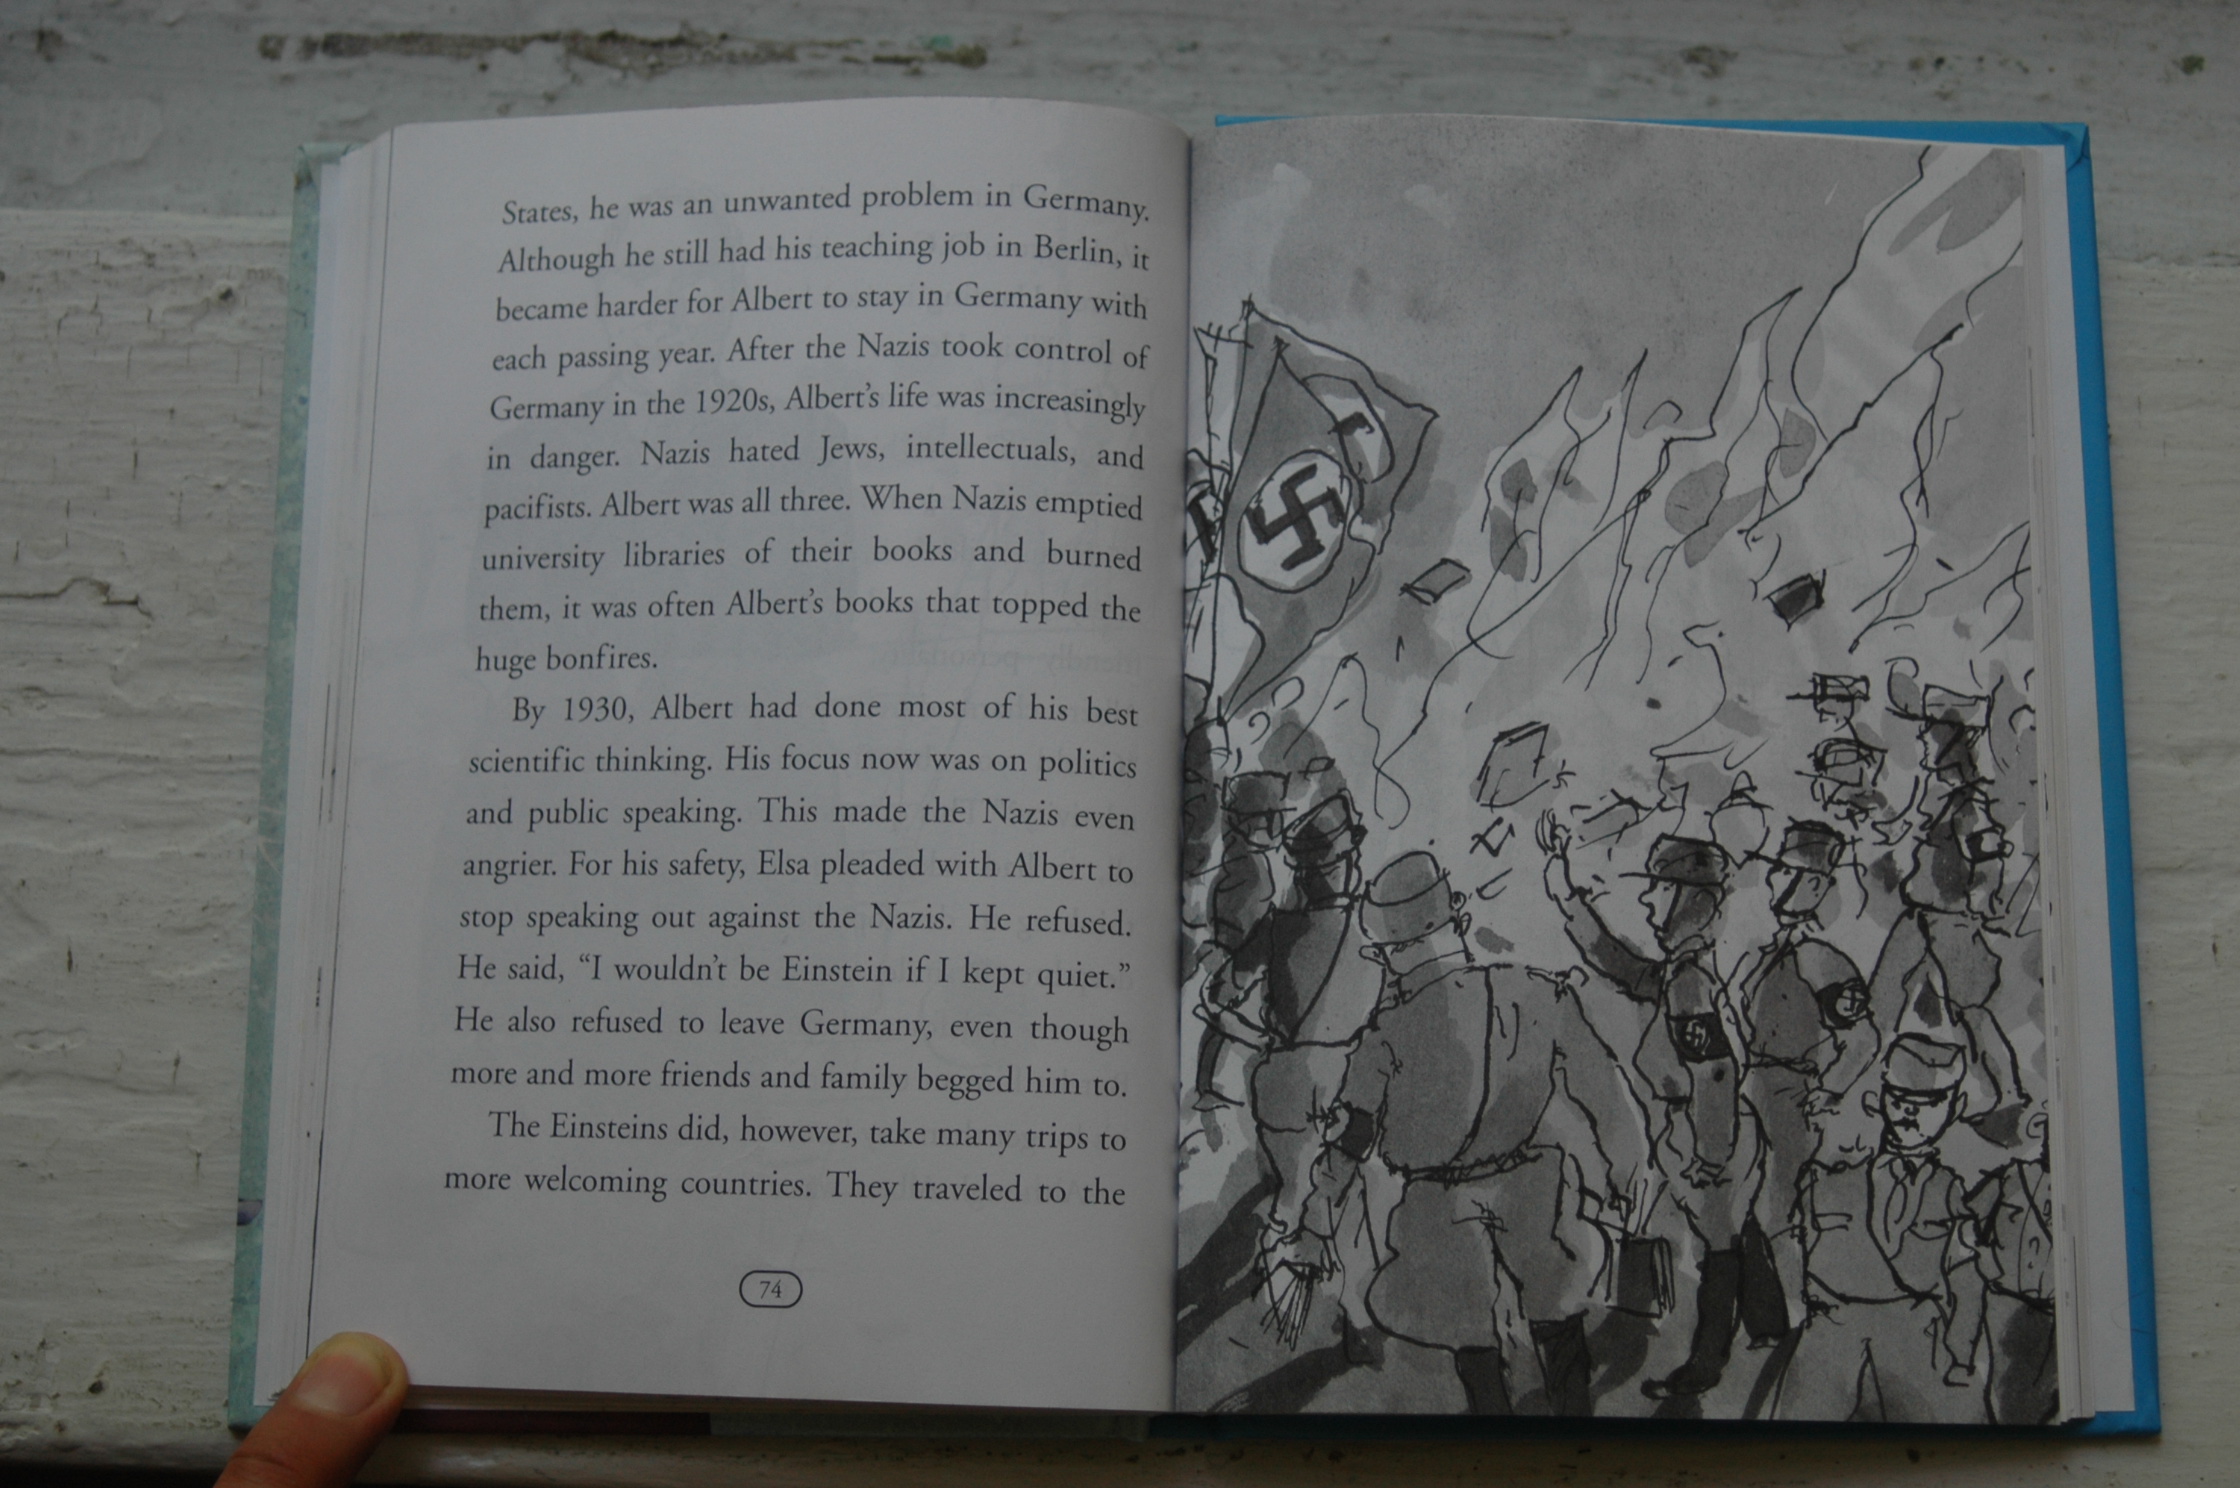 States, he was an unwanted problem in Germany.
Although he still had his teaching job in Berlin, it
became harder for Albert to stay in Germany with
each passing year. After the Nazis took control of
Germany in the 1920s, Albert's life was increasingly
in danger. Nazis hated Jews, intellectuals, and
pacifists. Albert was all three. When Nazis emptied
university libraries of their books and burned
them, it was often Albert's books that topped the
huge bonfires.
By 1930, Albert had done most of his best
scientific thinking. His focus now was on politics
and public speaking. This made the Nazis even
angrier. For his safety, Elsa pleaded with Albert to
stop speaking out against the Nazis. He refused.
He said, “I wouldn't be Einstein if I kept quiet.”
He also refused to leave Germany, even though
more and more friends and family begged him to.
The Einsteins did, however, take many trips to
more welcoming countries. They traveled to the
74